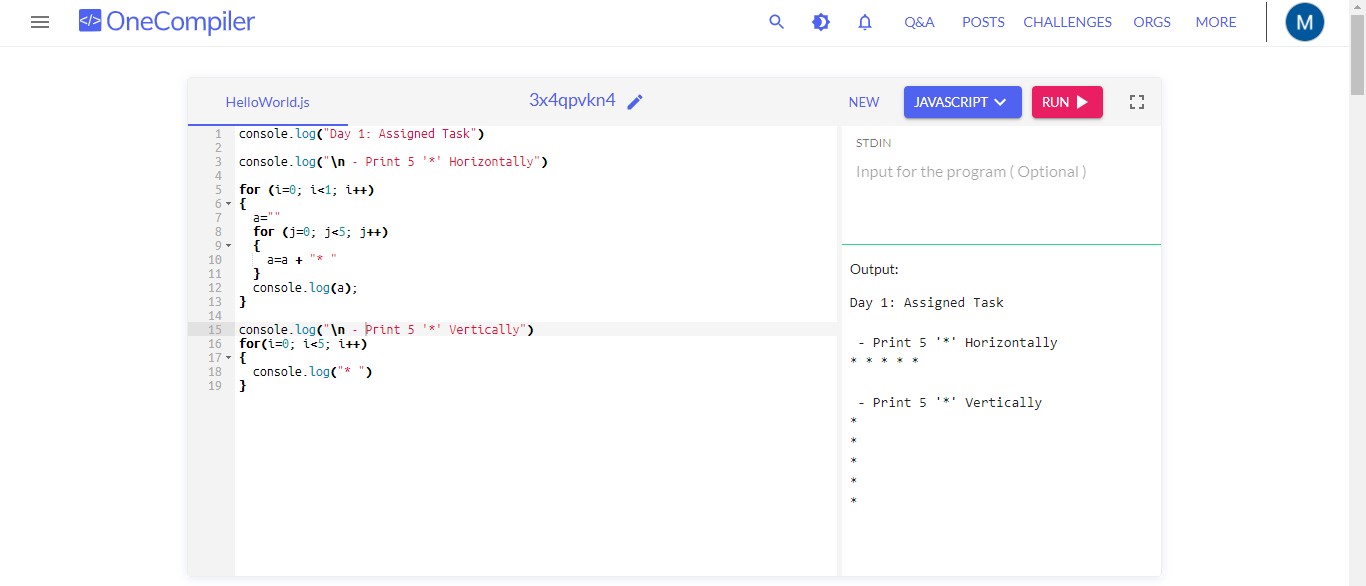 </> OneCompiler Q&A POSTS CHALLENGES ORGS MORE M
HelloWorld.js 3x4qpvkn4 NEW JAVASCRIPT RUN
1 console.log("Day 1: Assigned Task")
2
3 console.log("\n - Print 5 '*' Horizontally")
4
5 for (i=0; i<1; i++)
6 {
7 a=""
8 for (j=0; j<5; j++)
9 {
10 a=a + "* "
11 }
12 console.log(a);
13 }
14
15 console.log("\n - Print 5 '*' Vertically")
16 for(i=0; i<5; i++)
17 {
18 console.log("* ")
19 }
STDIN
Input for the program ( Optional )
Output:
Day 1: Assigned Task
- Print 5 '*' Horizontally
* * * * *
- Print 5 '*' Vertically
*
*
*
*
*